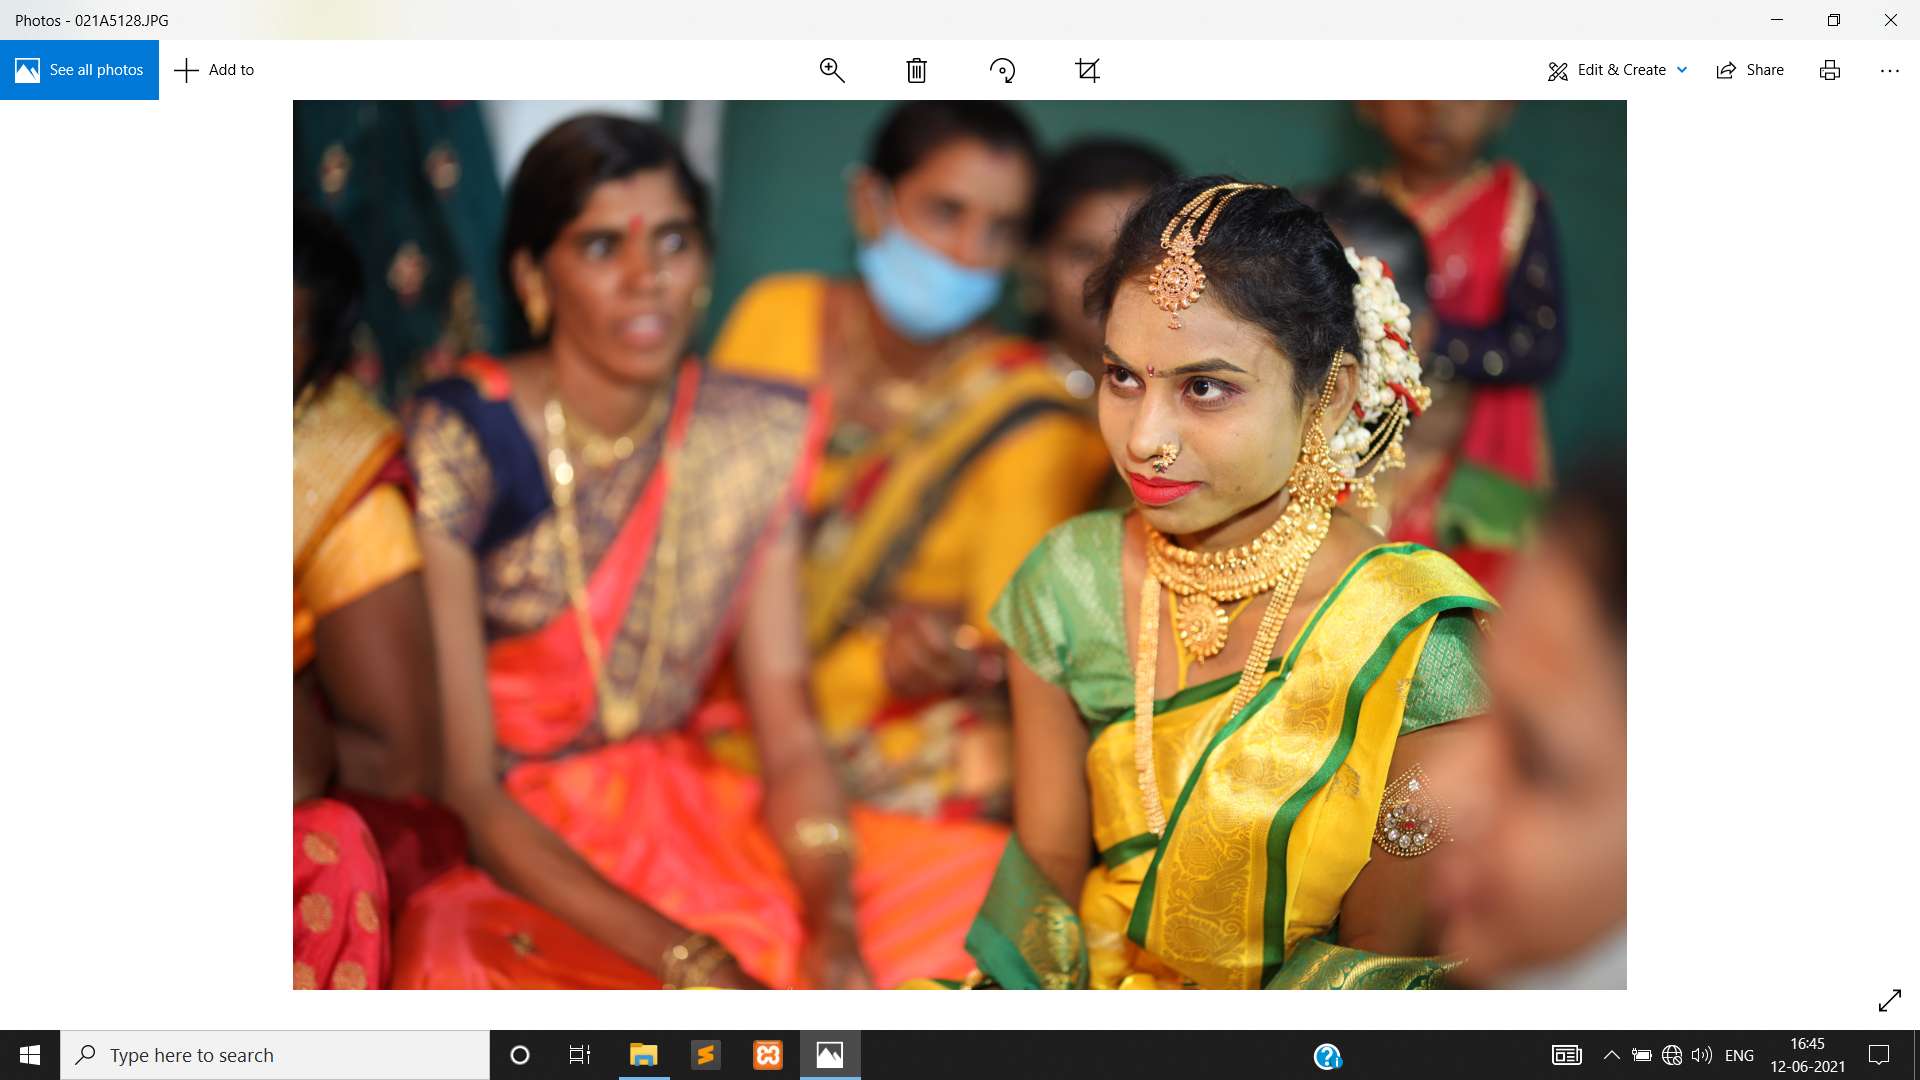 Photos - 021A5128.JPG
See all photos
Add to
Edit & Create
Share
Type here to search
ENG
16:45
12-06-2021